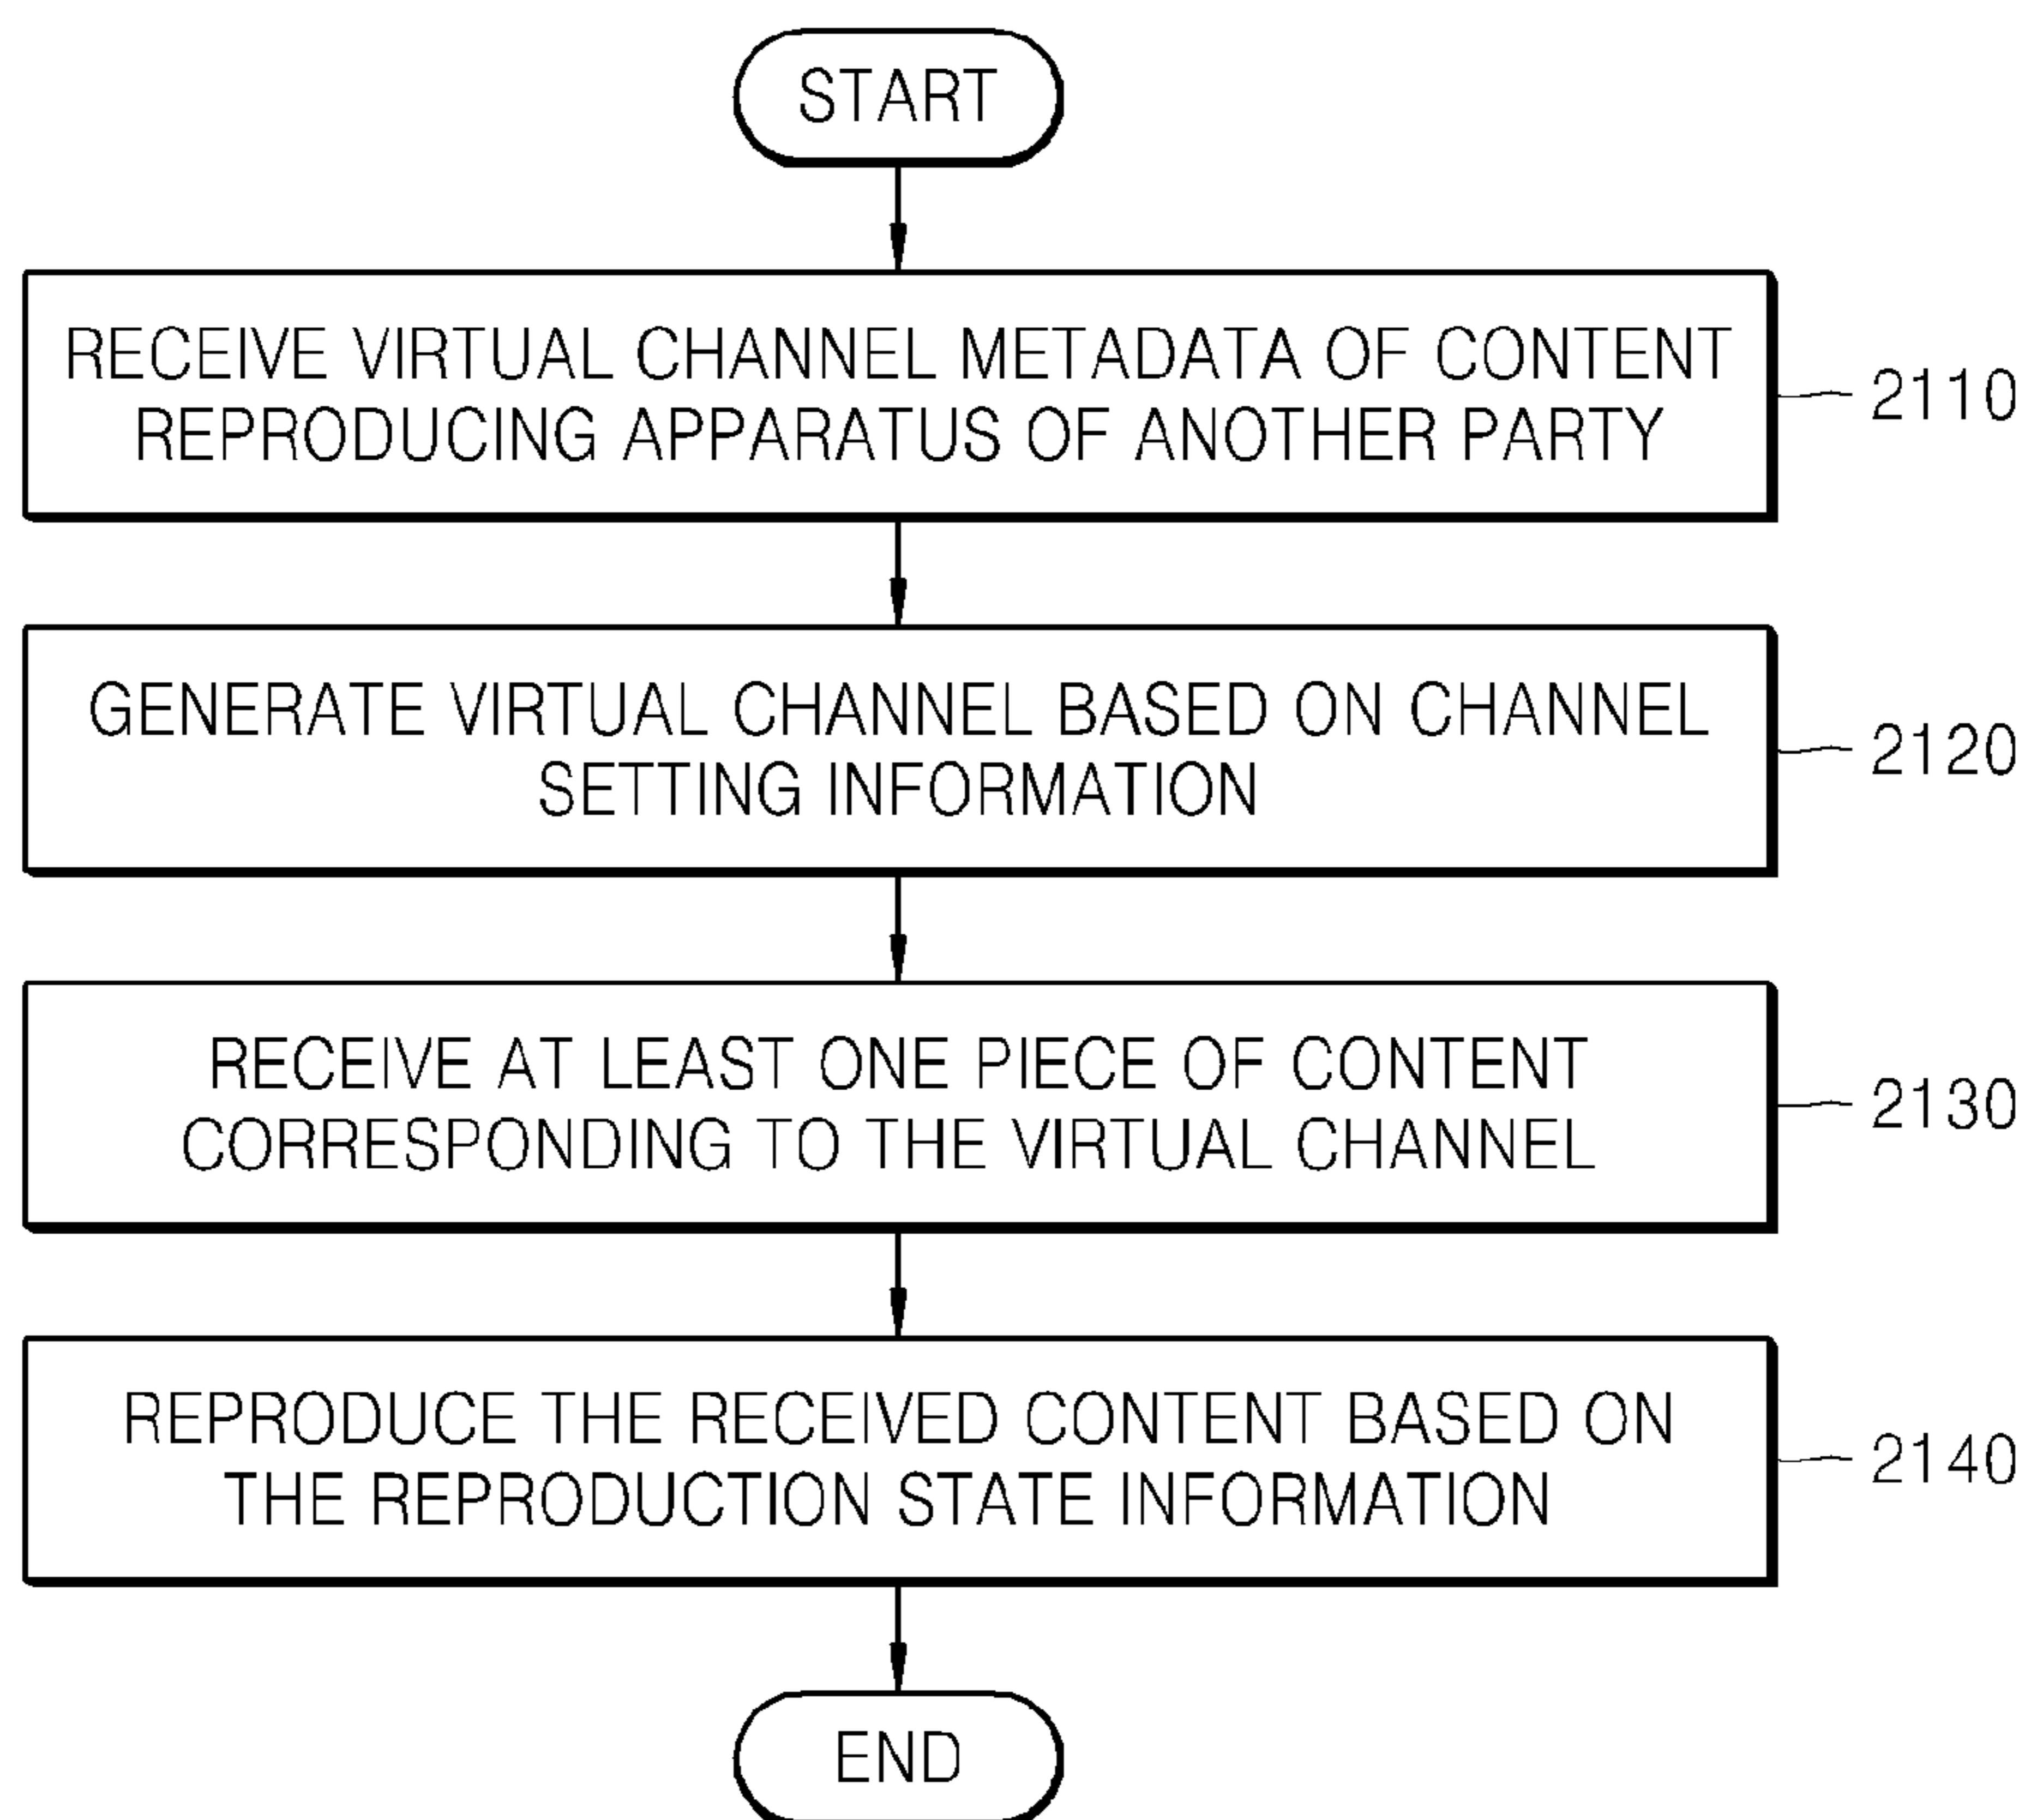 START
RECEIVE VIRTUAL CHANNEL METADATA OF CONTENT
REPRODUCING APPARATUS OF ANOTHER PARTY
2110
GENERATE VIRTUAL CHANNEL BASED ON CHANNEL
SETTING INFORMATION
2120
RECEIVE AT LEAST ONE PIECE OF CONTENT
CORRESPONDING TO THE VIRTUAL CHANNEL
2130
REPRODUCE THE RECEIVED CONTENT BASED ON
THE REPRODUCTION STATE INFORMATION
2140
END